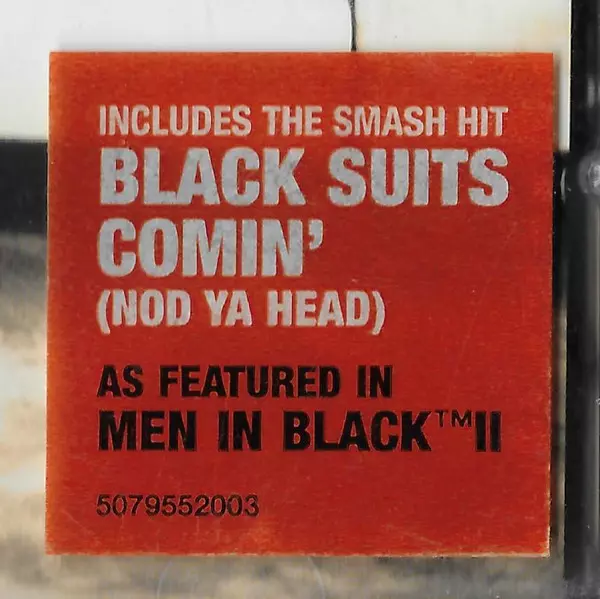 INCLUDES THE SMASH HIT
BLACK SUITS
COMIN'
(NOD YA HEAD)
AS FEATURED IN
MEN IN BLACK™II
5079552003